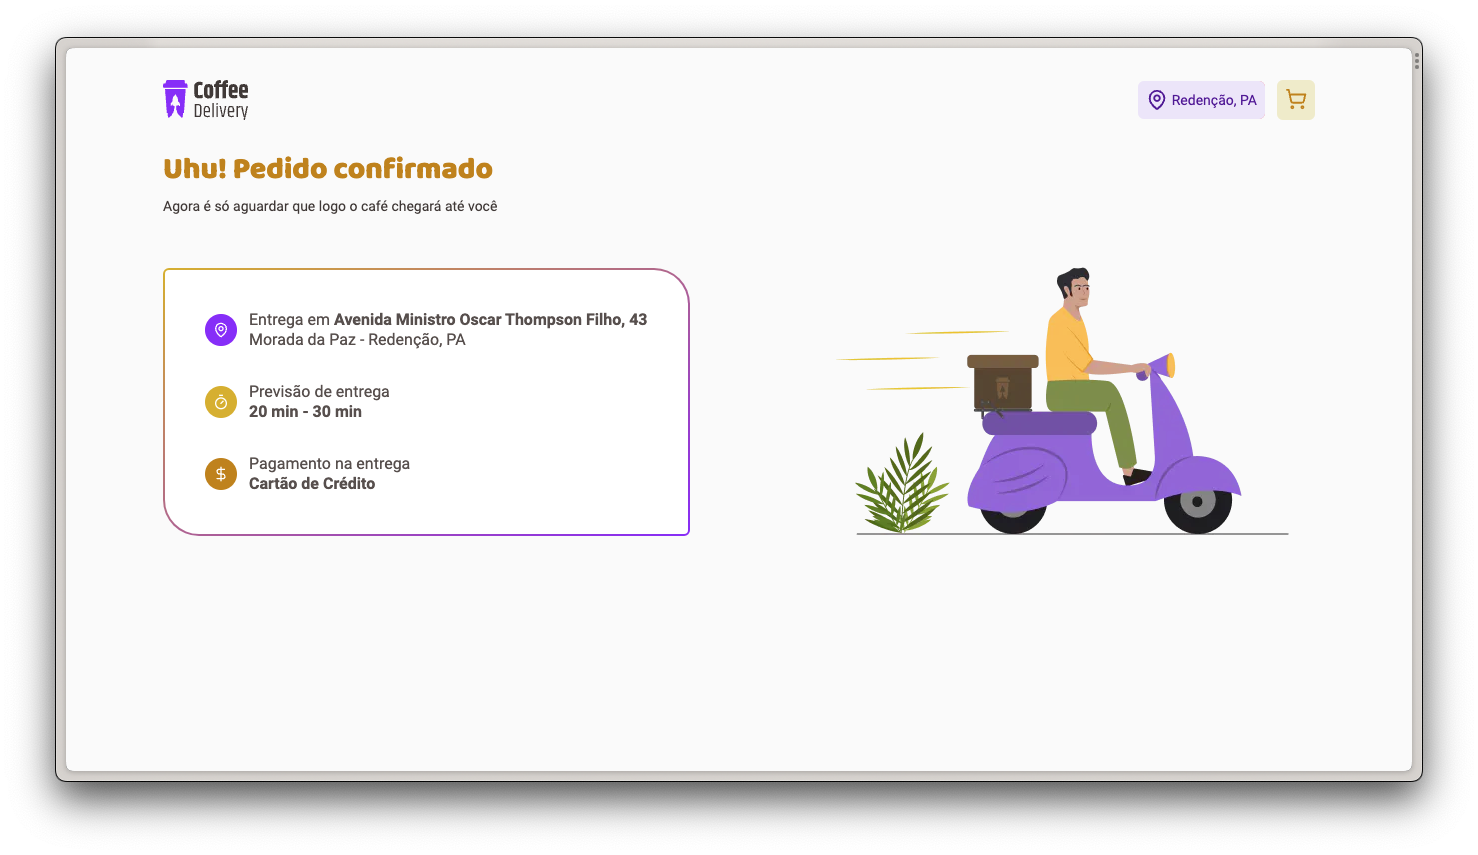 Coffee
Delivery
Redenção, PA
Uhu! Pedido confirmado
Agora é só aguardar que logo o café chegará até você
Entrega em Avenida Ministro Oscar Thompson Filho, 43
Morada da Paz - Redenção, PA
Previsão de entrega
20 min - 30 min
Pagamento na entrega
Cartão de Crédito